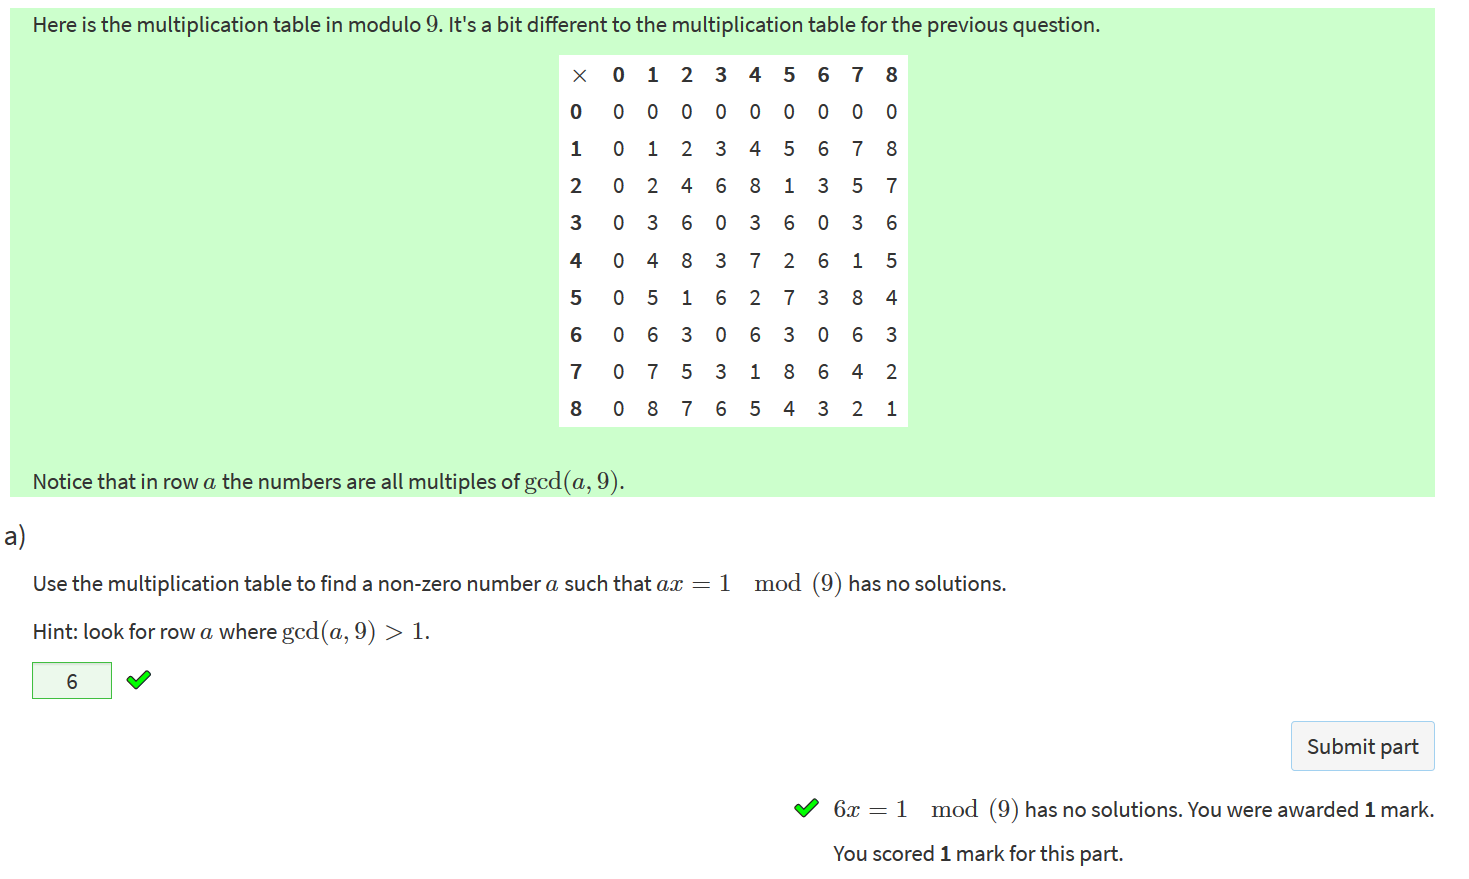 Here is the multiplication table in modulo 9. It's a bit different to the multiplication table for the previous question.
× 0 1 2 3 4 5 6 7 8
0 0 0 0 0 0 0 0 0 0
1 0 1 2 3 4 5 6 7 8
2 0 2 4 6 8 1 3 5 7
3 0 3 6 0 3 6 0 3 6
4 0 4 8 3 7 2 6 1 5
5 0 5 1 6 2 7 3 8 4
6 0 6 3 0 6 3 0 6 3
7 0 7 5 3 1 8 6 4 2
8 0 8 7 6 5 4 3 2 1
Notice that in row a the numbers are all multiples of gcd(a, 9).
a)
Use the multiplication table to find a non-zero number a such that ax = 1 mod (9) has no solutions.
Hint: look for row a where gcd(a, 9) > 1.
6
Submit part
6x = 1 mod (9) has no solutions. You were awarded 1 mark.
You scored 1 mark for this part.